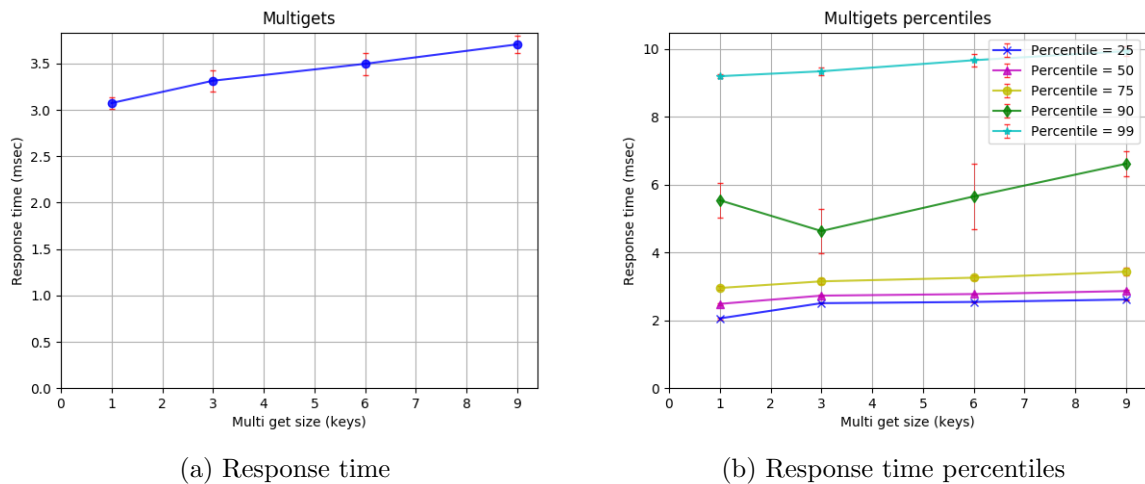 Multigets
3.5
3.0
2.5
2.0
1.5
1.0
0.5
0.0
Response time (msec)
0 1 2 3 4 5 6 7 8 9
Multi get size (keys)
(a) Response time
Multigets percentiles
10
8
6
4
2
0
Response time (msec)
Percentile = 25
Percentile = 50
Percentile = 75
Percentile = 90
Percentile = 99
0 1 2 3 4 5 6 7 8 9
Multi get size (keys)
(b) Response time percentiles